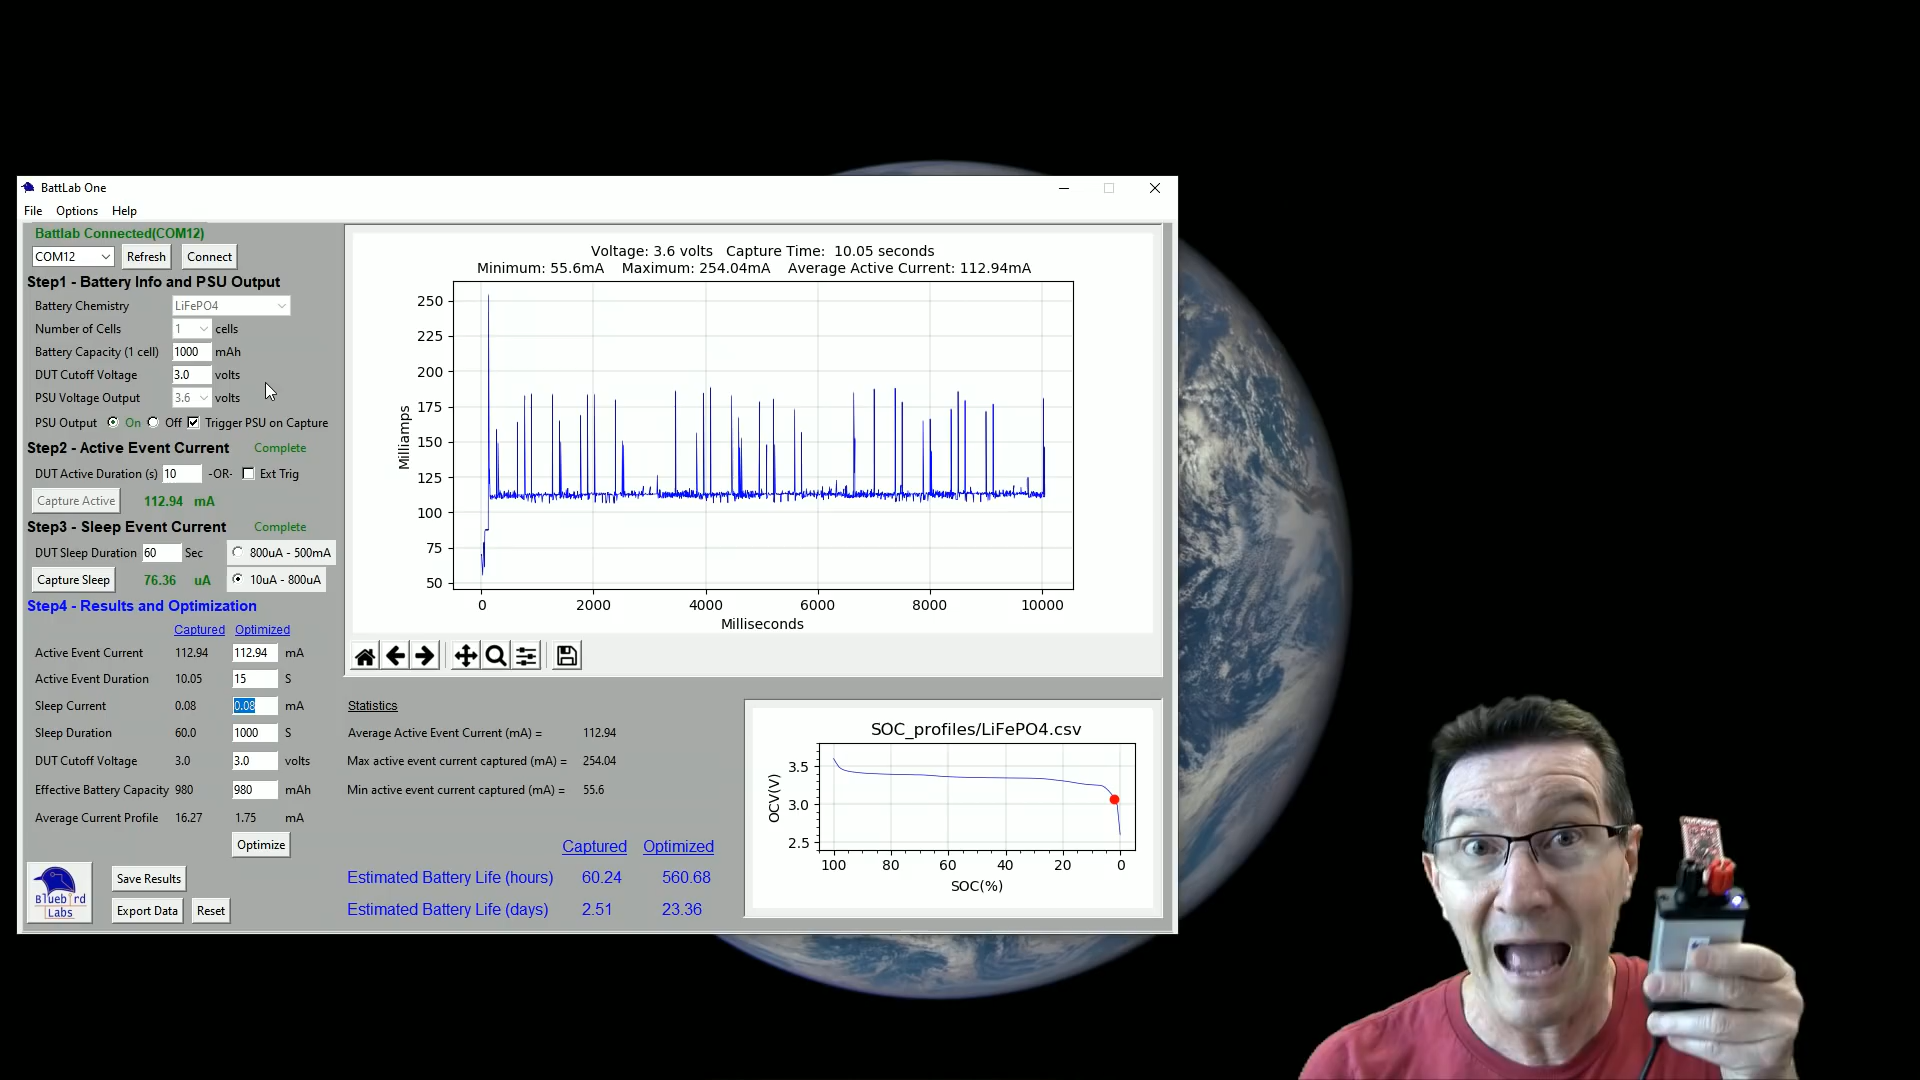 BattLab One
File Options Help
Battlab Connected(COM12)
COM12 Refresh Connect
Step1 - Battery Info and PSU Output
Battery Chemistry LiFePO4
Number of Cells 1 cells
Battery Capacity (1 cell) 1000 mAh
DUT Cutoff Voltage 3.0 volts
PSU Voltage Output 3.6 volts
PSU Output On Off Trigger PSU on Capture
Step2 - Active Event Current Complete
DUT Active Duration (s) 10 -OR- Ext Trig
Capture Active 112.94 mA
Step3 - Sleep Event Current Complete
DUT Sleep Duration 60 Sec 800uA - 500mA
Capture Sleep 76.36 uA 10uA - 800uA
Step4 - Results and Optimization
Captured Optimized
Active Event Current 112.94 112.94 mA
Active Event Duration 10.05 15 S
Sleep Current 0.08 0.08 mA
Sleep Duration 60.0 1000 S
DUT Cutoff Voltage 3.0 3.0 volts
Effective Battery Capacity 980 980 mAh
Average Current Profile 16.27 1.75 mA
Optimize
Bluebird
Labs
Save Results
Export Data Reset
Voltage: 3.6 volts Capture Time: 10.05 seconds
Minimum: 55.6mA Maximum: 254.04mA Average Active Current: 112.94mA
Milliamps
250
225
200
175
150
125
100
75
50
0 2000 4000 6000 8000 10000
Milliseconds
Statistics
Average Active Event Current (mA) = 112.94
Max active event current captured (mA) = 254.04
Min active event current captured (mA) = 55.6
Captured Optimized
Estimated Battery Life (hours) 60.24 560.68
Estimated Battery Life (days) 2.51 23.36
SOC_profiles/LiFePO4.csv
OCV(V)
3.5
3.0
2.5
100 80 60 40 20 0
SOC(%)